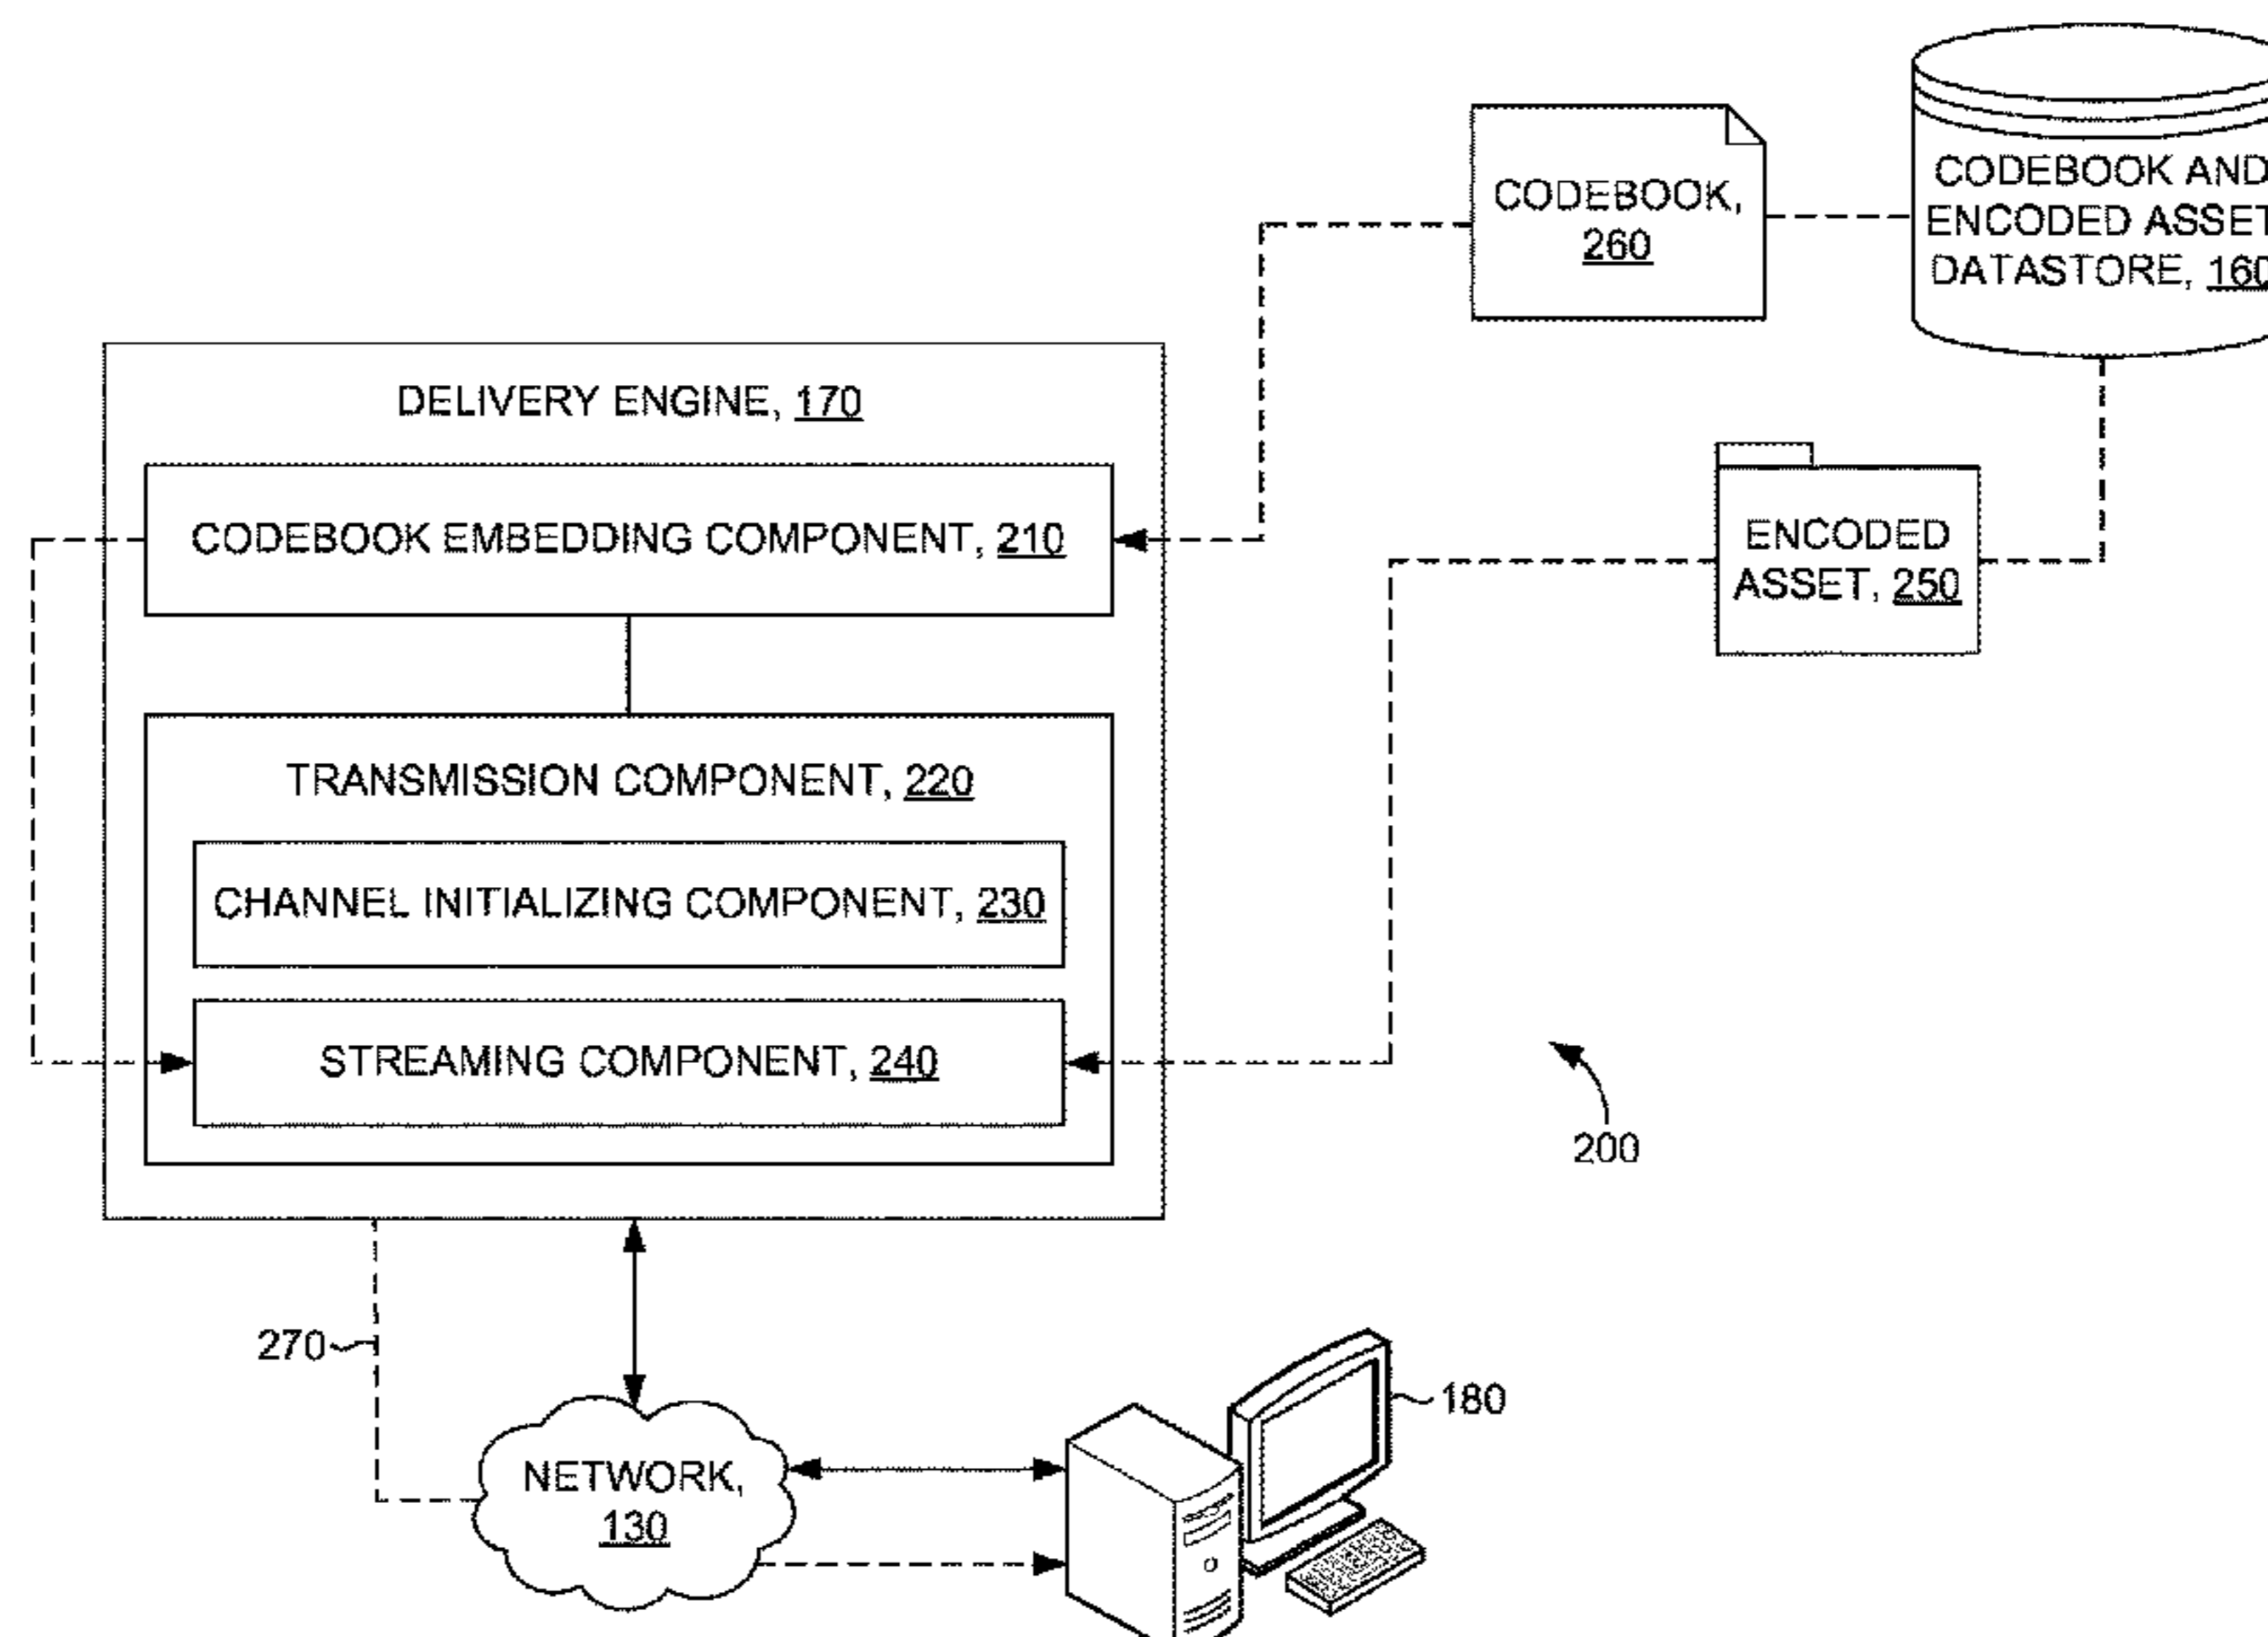 CODEBOOK AND
ENCODED ASSET
DATASTORE, 160
CODEBOOK,
260
DELIVERY ENGINE, 170
CODEBOOK EMBEDDING COMPONENT, 210
ENCODED
ASSET, 250
TRANSMISSION COMPONENT, 220
CHANNEL INITIALIZING COMPONENT, 230
STREAMING COMPONENT, 240
200
270
180
NETWORK,
130